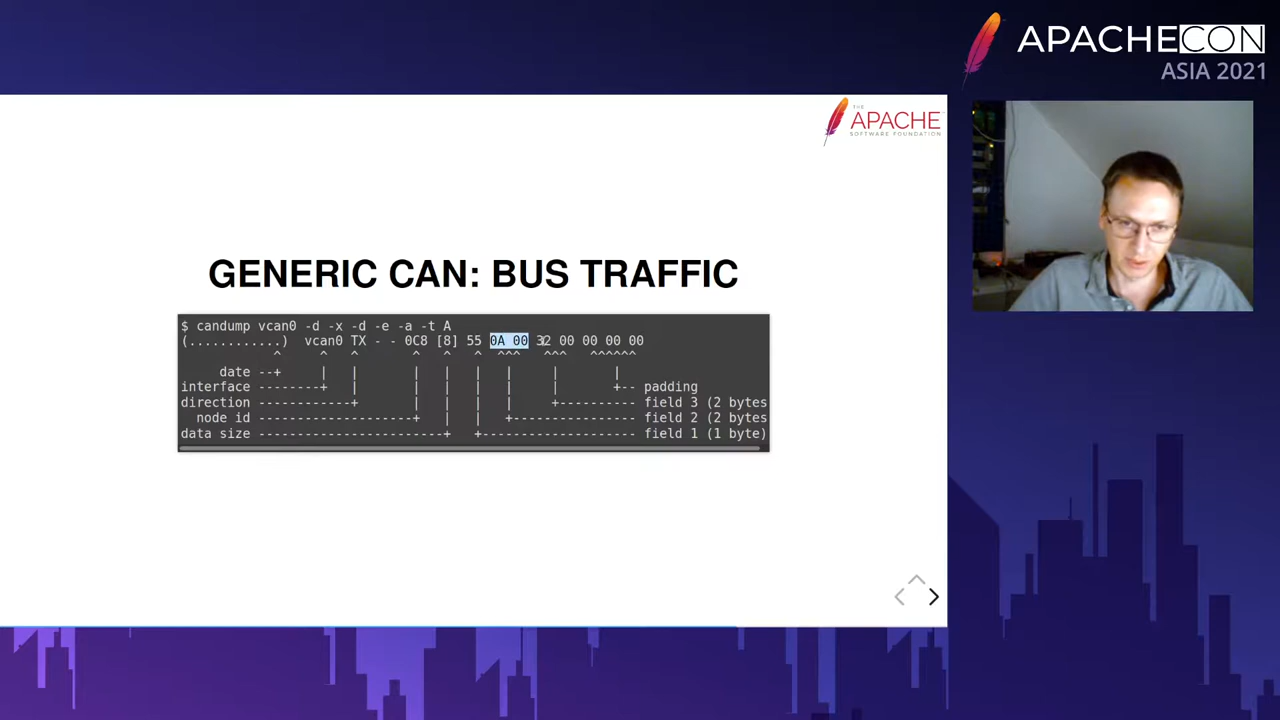 APACHECON
ASIA 2021
THE
APACHE
SOFTWARE FOUNDATION
GENERIC CAN: BUS TRAFFIC
$ candump vcan0 -d -x -d -e -a -t A
(............)  vcan0 TX - - 0C8 [8] 55 0A 00 32 00 00 00 00
            ^     ^   ^       ^   ^   ^  ^^^   ^^^   ^^^^^^
     date --+     |   |       |   |   |   |     |       |
interface --------+   |       |   |   |   |     |       +-- padding
direction ------------+       |   |   |   |     +---------- field 3 (2 bytes
  node id --------------------+   |   |   +---------------- field 2 (2 bytes
data size ------------------------+   +-------------------- field 1 (1 byte)